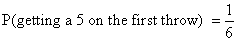 P(getting a 5 on the first throw) = 1/6